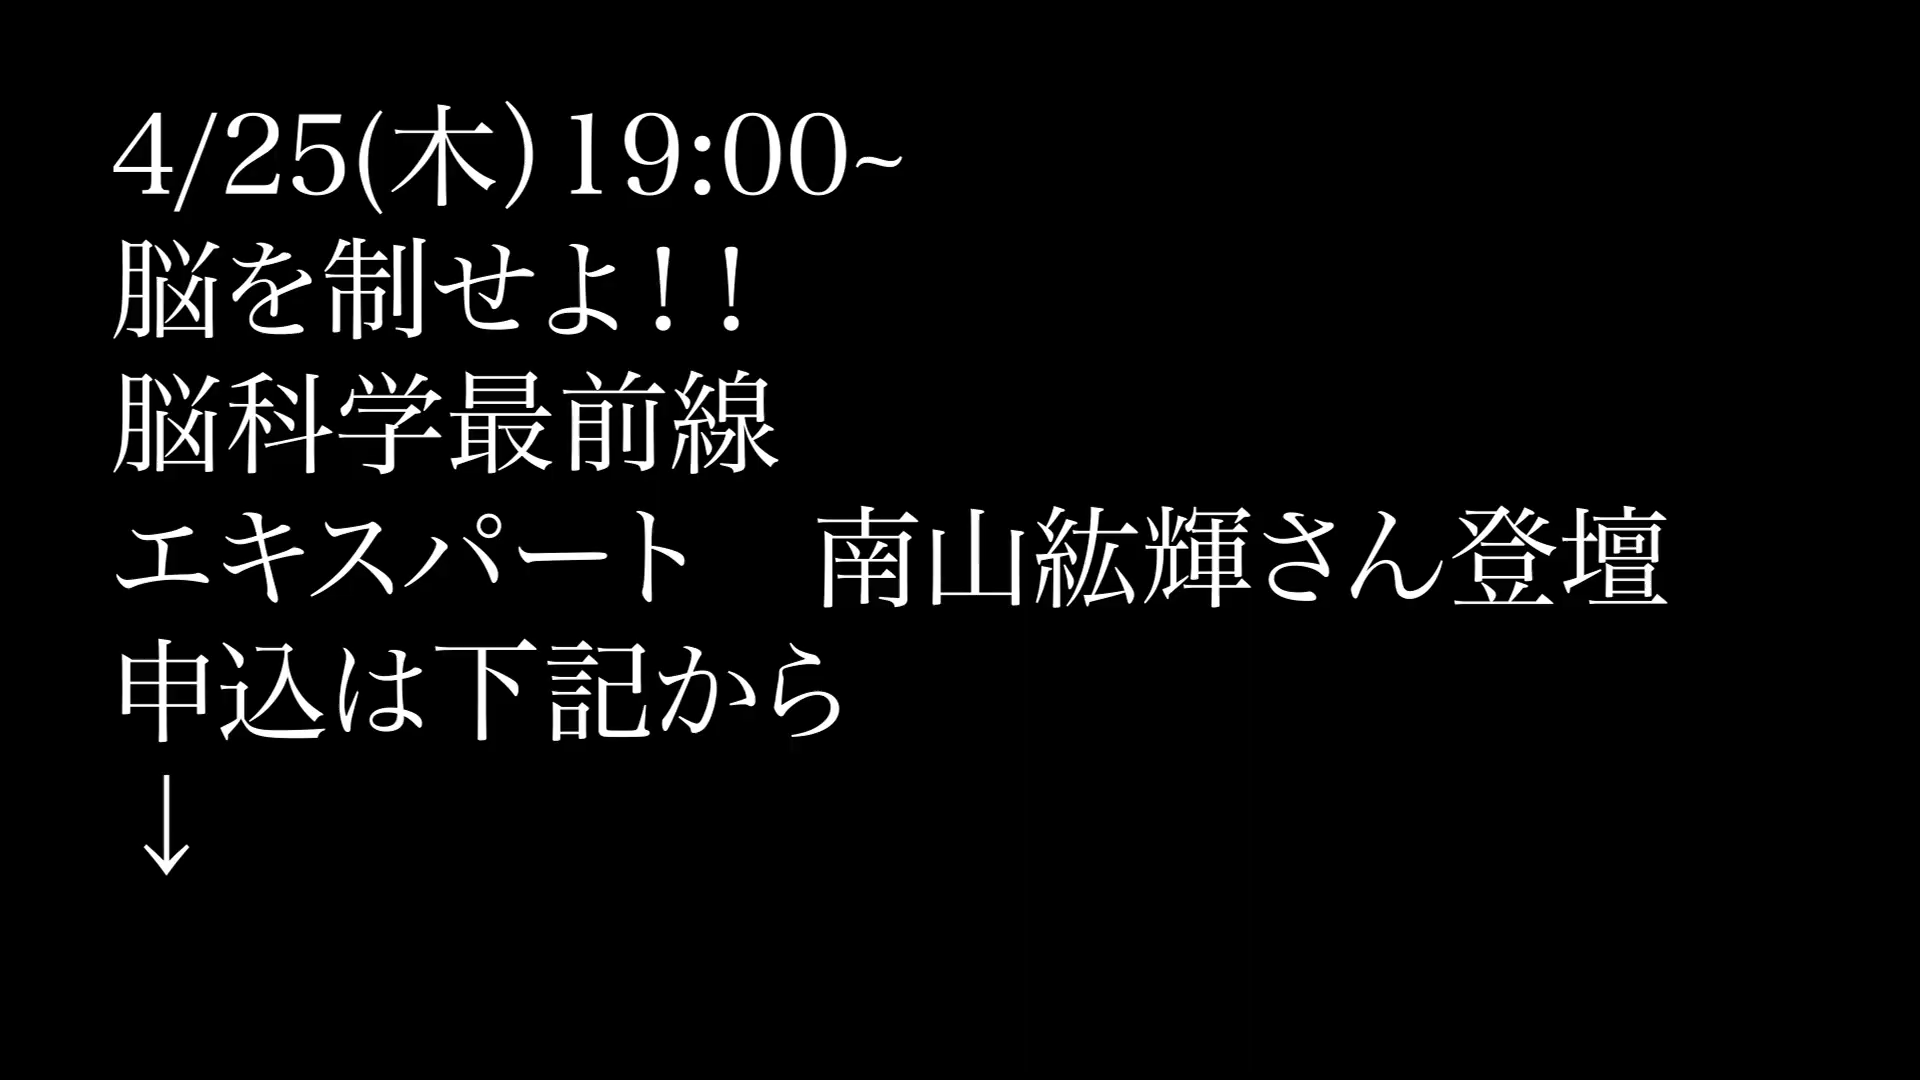 4/25(木)19:00~
脳を制せよ！！
脳科学最前線
エキスパート　南山紘輝さん登壇
申込は下記から
↓